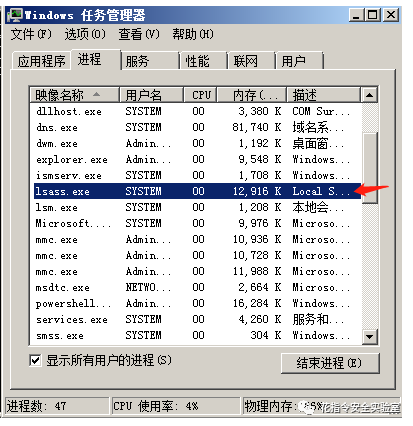 Windows 任务管理器
文件(F) 选项(O) 查看(V) 帮助(H)
应用程序 进程 服务 性能 联网 用户
映像名称 用户名 CPU 内存(... 描述
dllhost.exe SYSTEM 00 3,380 K COM Sur...
dns.exe SYSTEM 00 81,740 K 域名系...
dwm.exe Admin... 00 1,192 K 桌面窗...
explorer.exe Admin... 00 9,548 K Windows...
ismserv.exe SYSTEM 00 1,708 K Windows...
lsass.exe SYSTEM 00 12,916 K Local S...
lsm.exe SYSTEM 00 1,208 K 本地会...
Microsoft.... SYSTEM 00 9,976 K Microso...
mmc.exe Admin... 00 10,936 K Microso...
mmc.exe Admin... 00 10,728 K Microso...
mmc.exe Admin... 00 11,988 K Microso...
msdtc.exe NETWO... 00 2,664 K Microso...
powershell... Admin... 00 16,284 K Windows...
services.exe SYSTEM 00 4,260 K 服务和...
smss.exe SYSTEM 00 304 K Windows...
显示所有用户的进程(S) 结束进程(E)
进程数: 47 CPU 使用率: 4% 物理内存:
花指令安全实验室